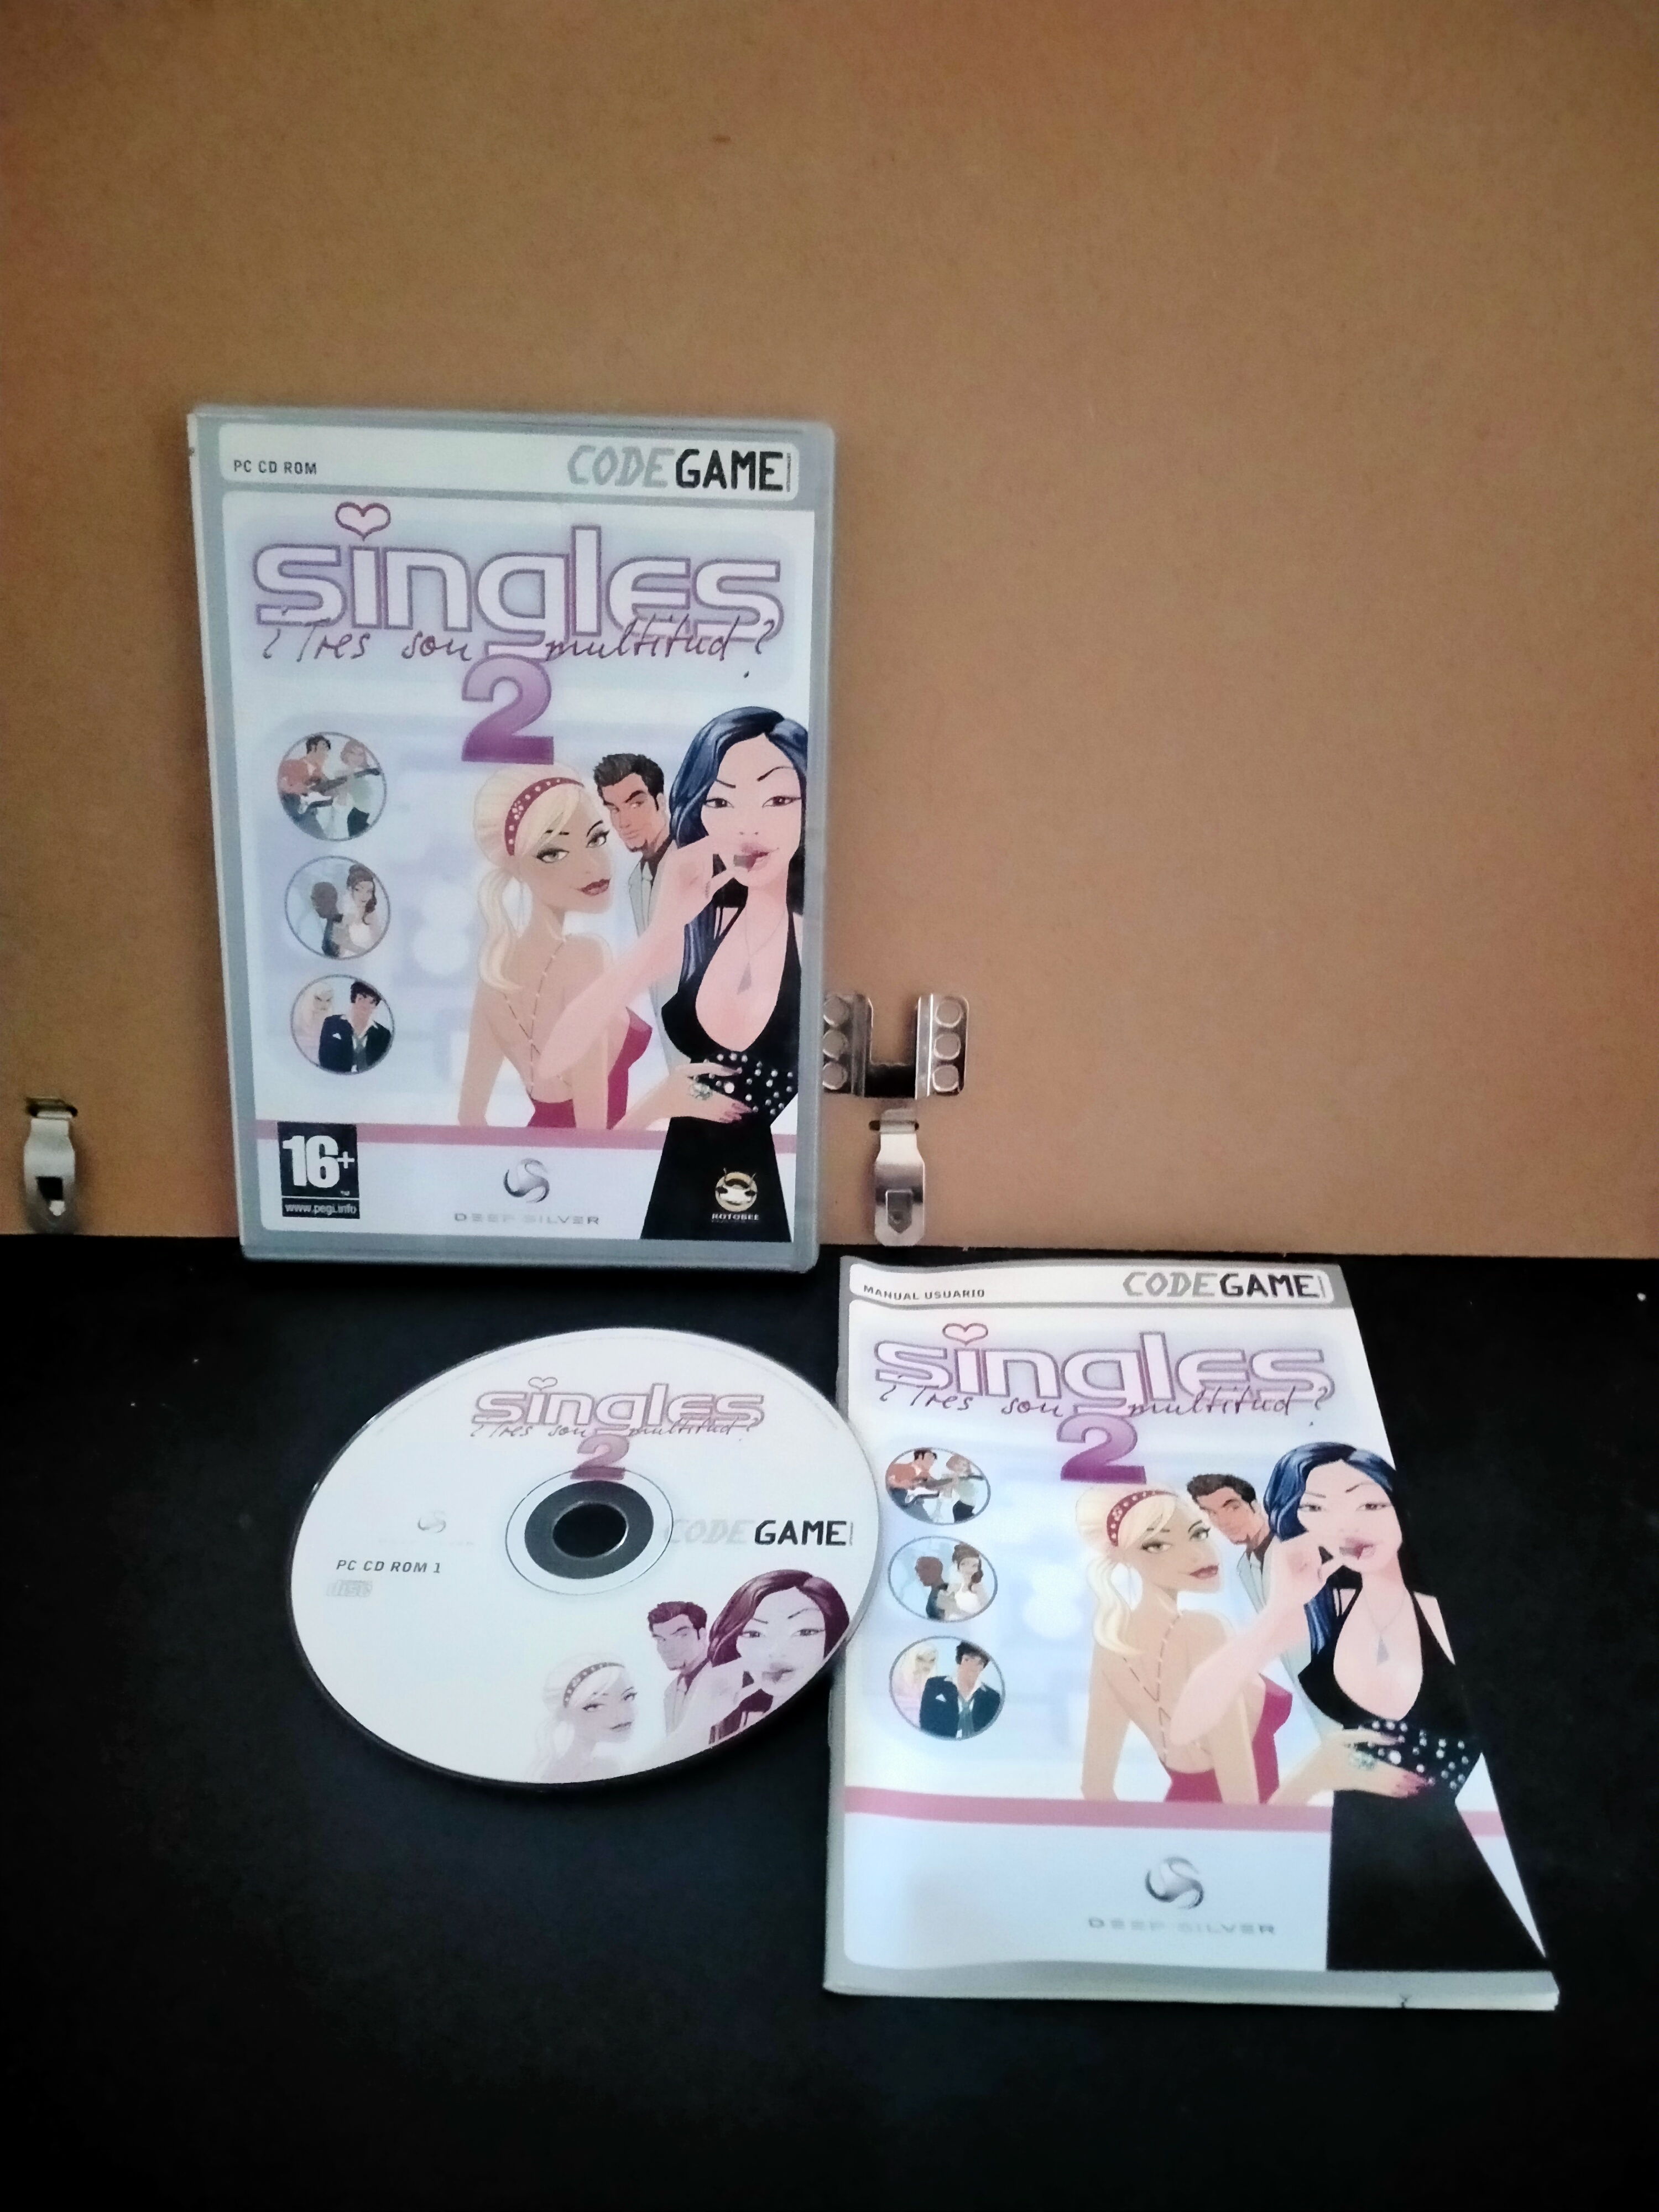 PC CD ROM
CODEGAME
singles
¿Tres son multitud?
2
16+
www.pegi.info
DEEP SILVER
ROTOBEE
MANUAL USUARIO
CODEGAME
singles
¿Tres son multitud?
2
DEEP SILVER
singles
¿Tres son multitud?
2
CODEGAME
PC CD ROM 1
disc